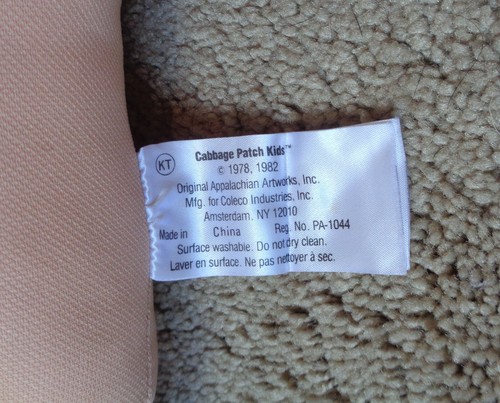 KT
Cabbage Patch Kids™
© 1978, 1982
Original Appalachian Artworks, Inc.
Mfg. for Coleco Industries, Inc.
Amsterdam, NY 12010
Made in China Reg. No. PA-1044
Surface washable. Do not dry clean.
Laver en surface. Ne pas nettoyer à sec.